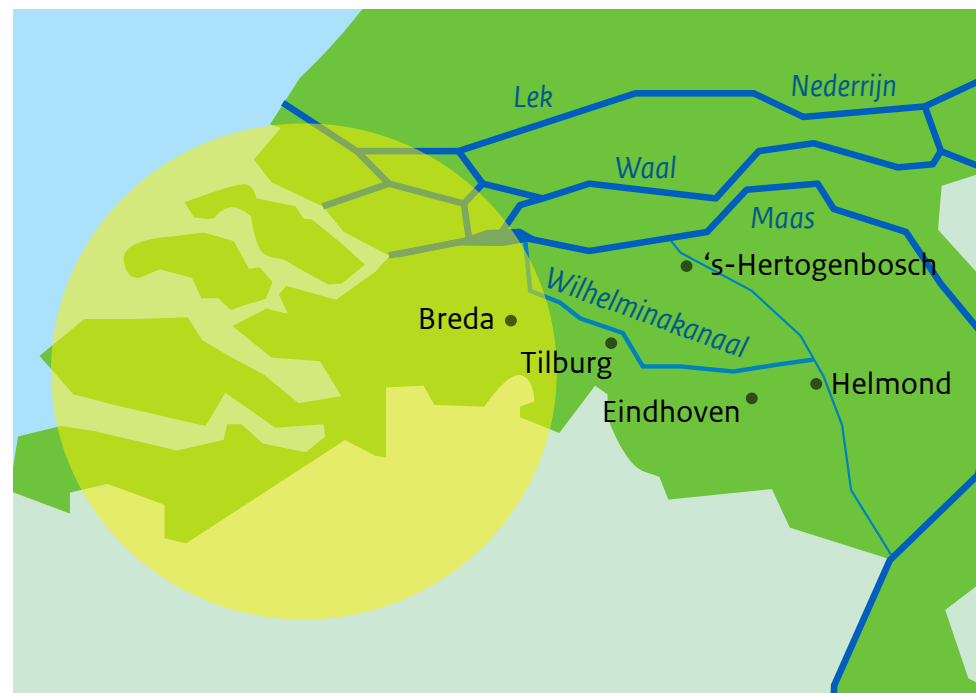 Nederrijn
Lek
Waal
Maas
‘s-Hertogenbosch
Wilhelminakanaal
Breda
Tilburg
Helmond
Eindhoven